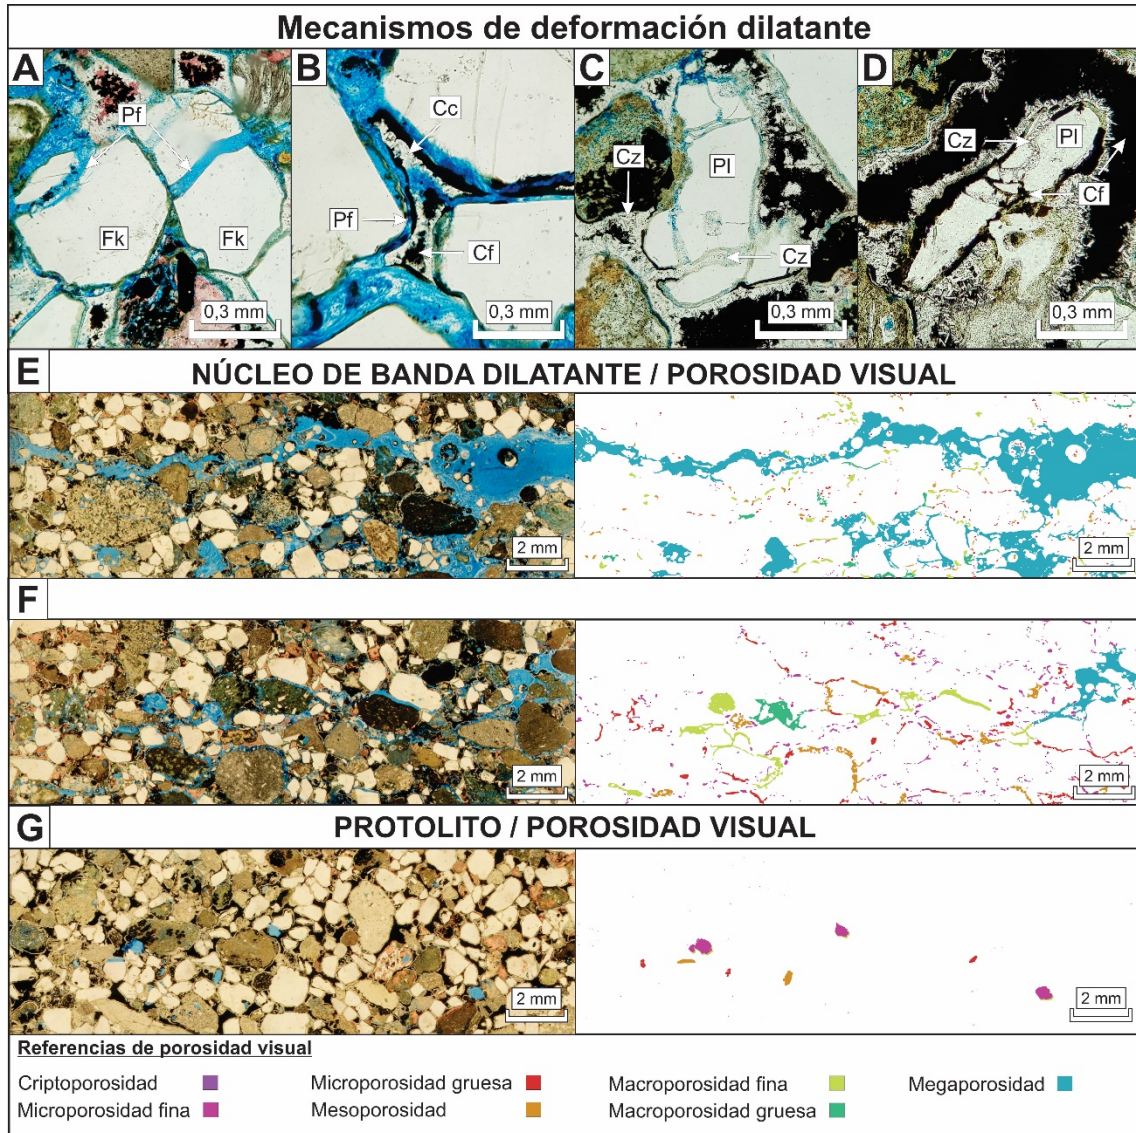 Mecanismos de deformación dilatante
A
Pf
Fk
Fk
0,3 mm
B
Cc
Pf
Cf
0,3 mm
C
Cz
Pl
Cz
0,3 mm
D
Cz
Pl
Cf
0,3 mm
E
NÚCLEO DE BANDA DILATANTE / POROSIDAD VISUAL
2 mm
2 mm
F
2 mm
2 mm
G
PROTOLITO / POROSIDAD VISUAL
2 mm
2 mm
Referencias de porosidad visual
Criptoporosidad
Microporosidad fina
Microporosidad gruesa
Mesoporosidad
Macroporosidad fina
Macroporosidad gruesa
Megaporosidad